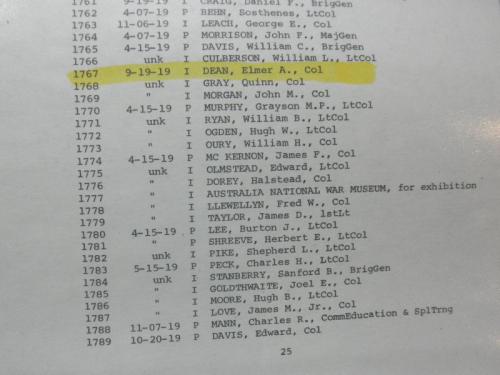 1761 9-19-19 I CRAIG, Daniel F., BrigGen
1762 4-07-19 P BEHN, Sosthenes, LtCol
1763 11-06-19 I LEACH, George E., Col
1764 4-07-19 P MORRISON, John F., MajGen
1765 4-15-19 P DAVIS, William C., BrigGen
1766 unk I CULBERSON, William L., LtCol
1767 9-19-19 I DEAN, Elmer A., Col
1768 unk I GRAY, Quinn, Col
1769 " I MORGAN, John M., Col
1770 4-15-19 P MURPHY, Grayson M.P., LtCol
1771 unk I RYAN, William B., LtCol
1772 " I OGDEN, Hugh W., LtCol
1773 " I OURY, William H., Col
1774 4-15-19 P MC KERNON, James F., Col
1775 unk I OLMSTEAD, Edward, LtCol
1776 " I DOREY, Halstead, Col
1777 " I AUSTRALIA NATIONAL WAR MUSEUM, for exhibition
1778 " I LLEWELLYN, Fred W., Col
1779 " I TAYLOR, James D., 1stLt
1780 4-15-19 P LEE, Burton J., LtCol
1781 " P SHREEVE, Herbert E., LtCol
1782 unk I PIKE, Shepherd L., LtCol
1783 5-15-19 P PECK, Charles H., LtCol
1784 unk I STANBERRY, Sanford B., BrigGen
1785 " I GOLDTHWAITE, Joel E., Col
1786 " I MOORE, Hugh B., LtCol
1787 " I LOVE, James M., Jr., Col
1788 11-07-19 P MANN, Charles R., CommEducation & SplTrng
1789 10-20-19 P DAVIS, Edward, Col
25